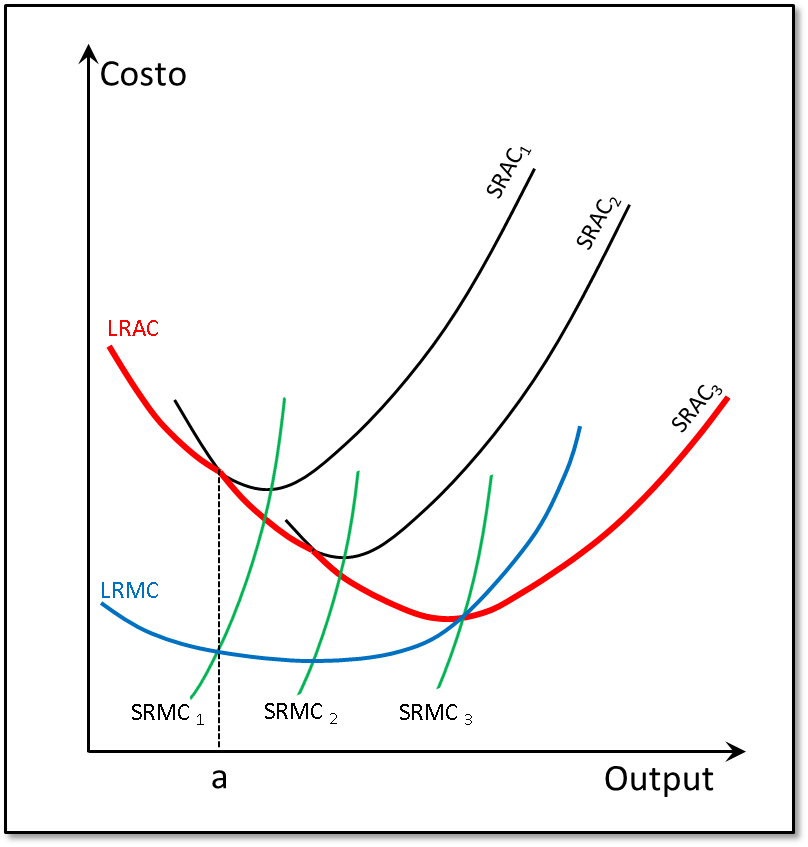 Costo
SRAC1
SRAC2
LRAC
SRAC3
LRMC
SRMC 1
SRMC 2
SRMC 3
a
Output